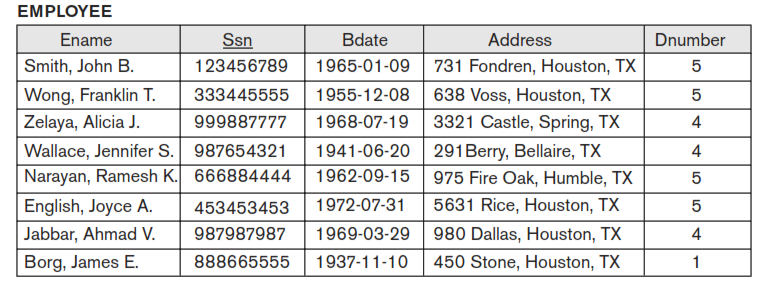 EMPLOYEE
Ename Ssn Bdate Address Dnumber
Smith, John B. 123456789 1965-01-09 731 Fondren, Houston, TX 5
Wong, Franklin T. 333445555 1955-12-08 638 Voss, Houston, TX 5
Zelaya, Alicia J. 999887777 1968-07-19 3321 Castle, Spring, TX 4
Wallace, Jennifer S. 987654321 1941-06-20 291Berry, Bellaire, TX 4
Narayan, Ramesh K. 666884444 1962-09-15 975 Fire Oak, Humble, TX 5
English, Joyce A. 453453453 1972-07-31 5631 Rice, Houston, TX 5
Jabbar, Ahmad V. 987987987 1969-03-29 980 Dallas, Houston, TX 4
Borg, James E. 888665555 1937-11-10 450 Stone, Houston, TX 1